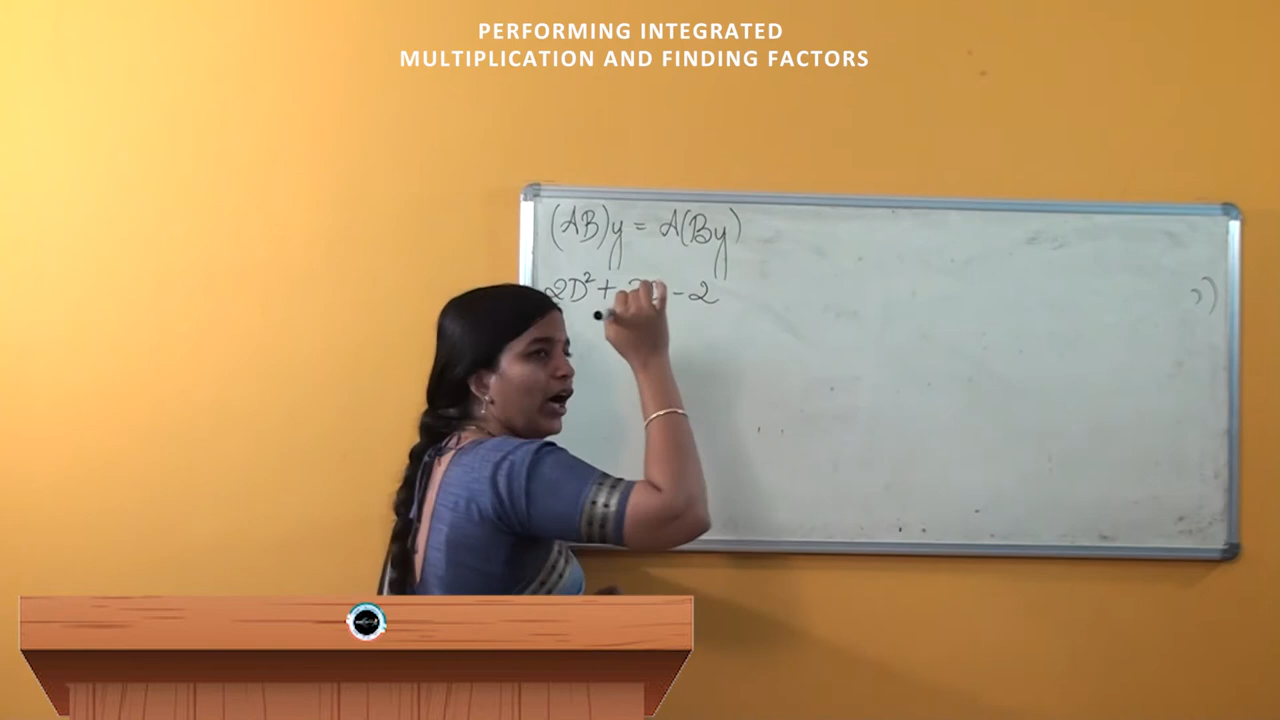 PERFORMING INTEGRATED
MULTIPLICATION AND FINDING FACTORS
(AB)y = A(By)
2D² + - 2